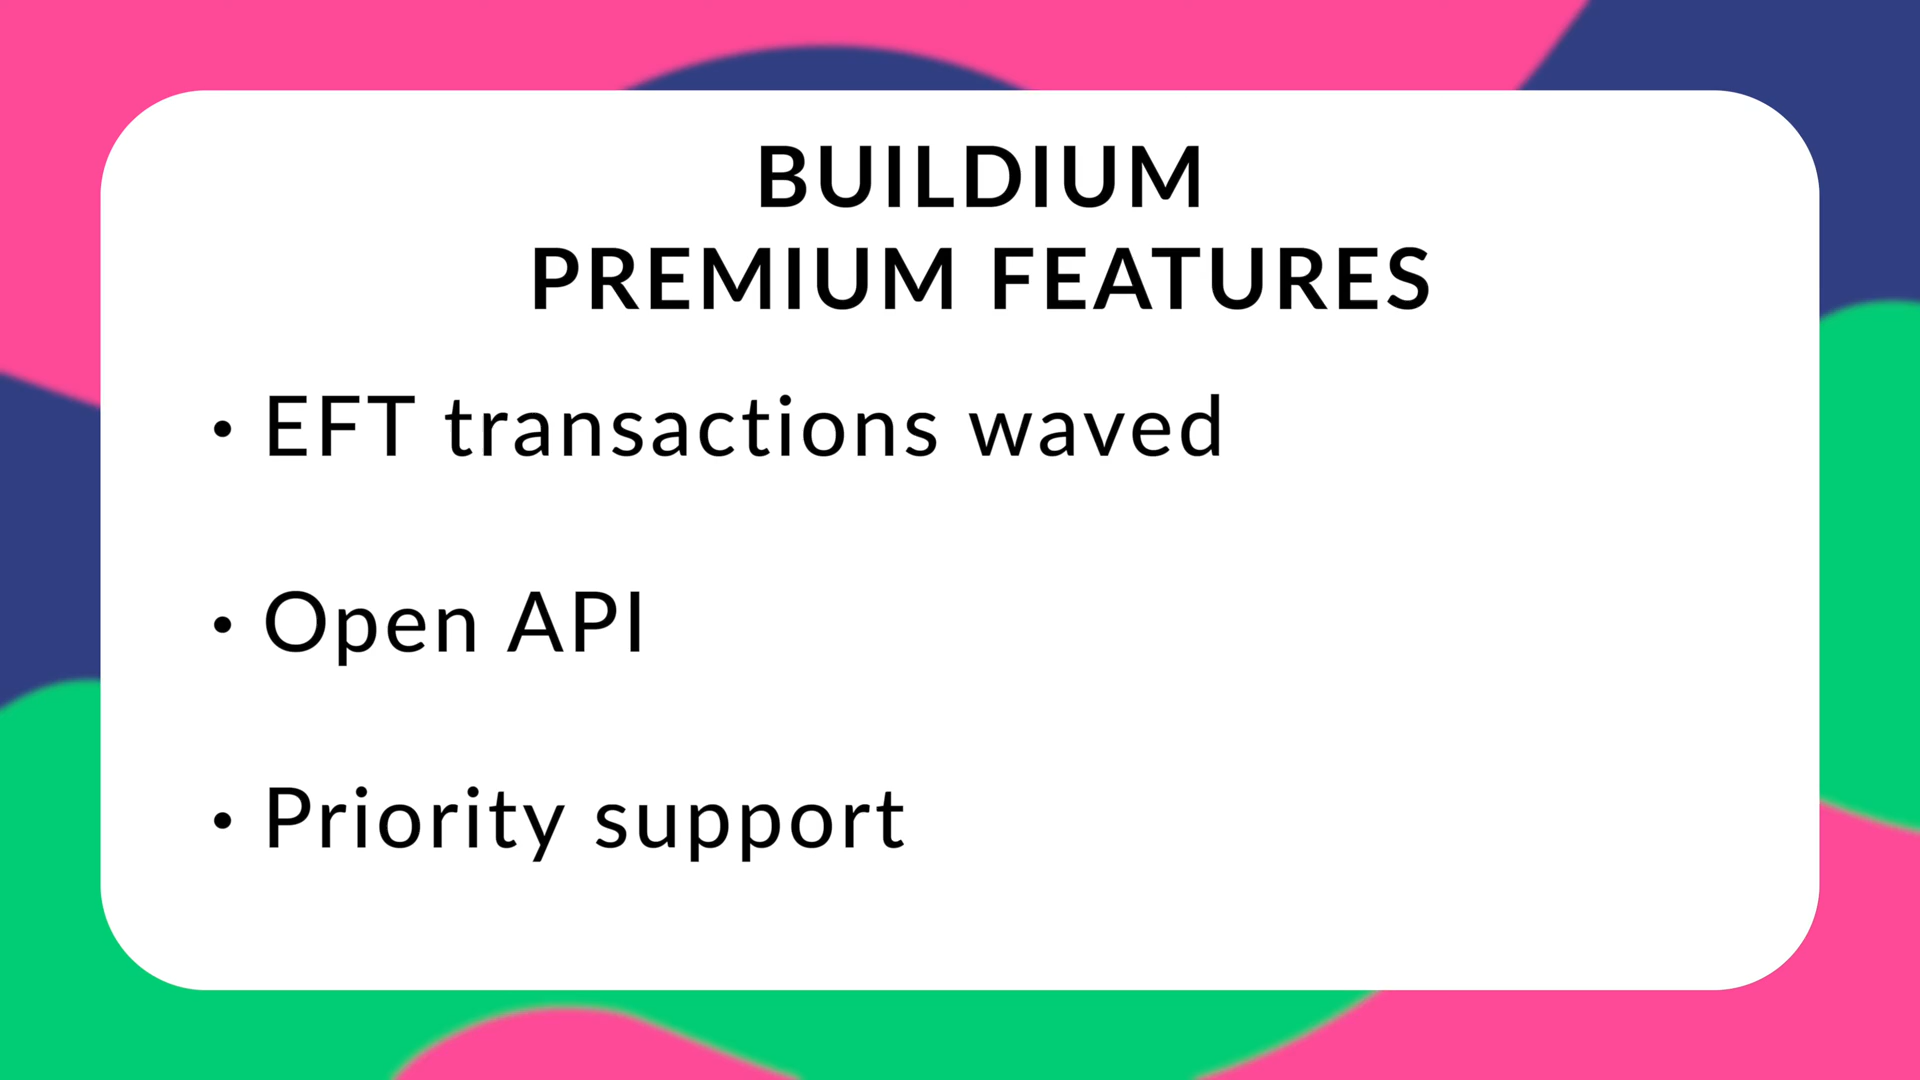 BUILDIUM
PREMIUM FEATURES
• EFT transactions waved
• Open API
• Priority support